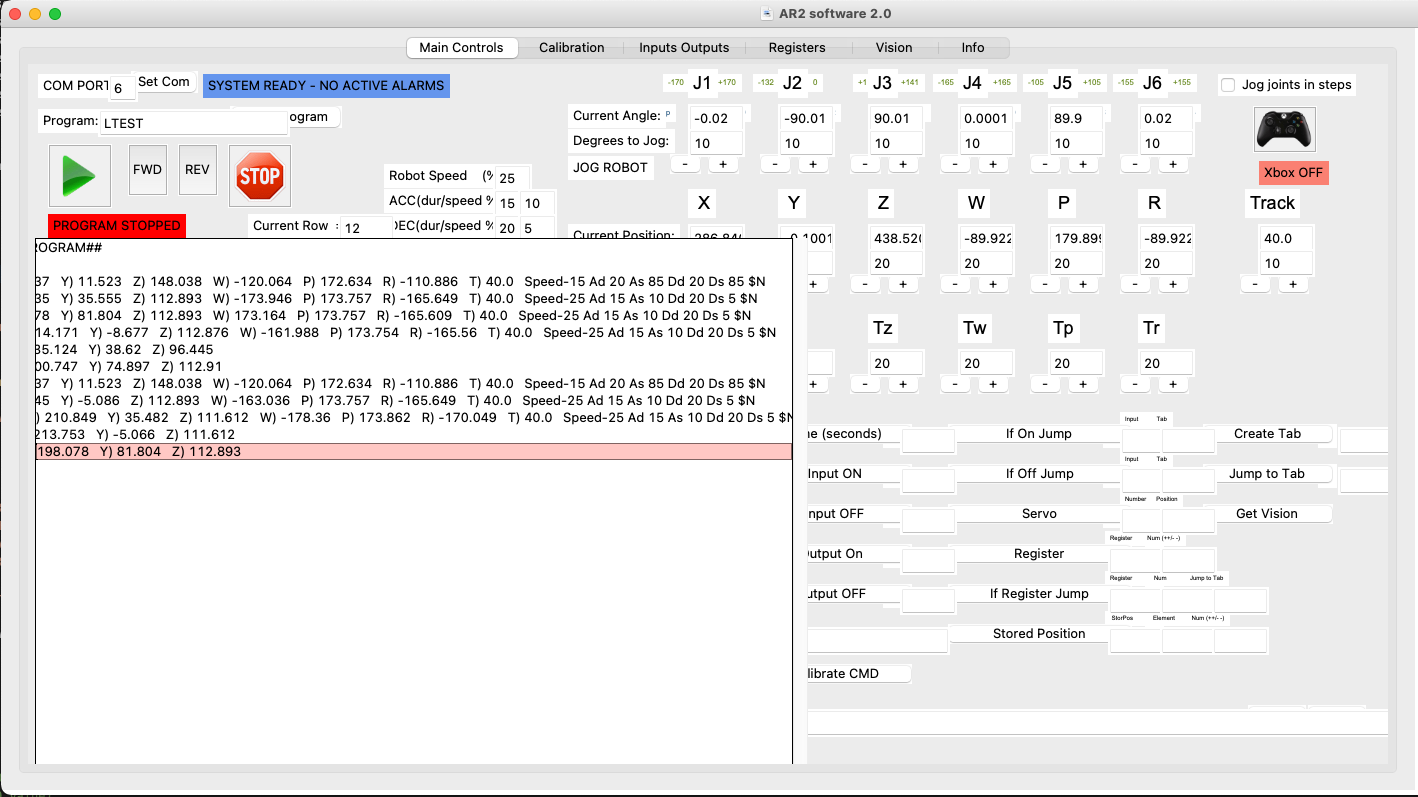 AR2 software 2.0
Main Controls Calibration Inputs Outputs Registers Vision Info
COM PORT 6 Set Com SYSTEM READY - NO ACTIVE ALARMS
-170 J1 +170 -132 J2 0 +1 J3 +141 -165 J4 +165 -105 J5 +105 -155 J6 +155 Jog joints in steps
Program: LTEST ogram
Current Angle: -0.02 -90.01 90.01 0.0001 89.9 0.02
Degrees to Jog: 10 10 10 10 10 10
JOG ROBOT - + - + - + - + - + - +
FWD REV STOP
Xbox OFF
Robot Speed (% 25
ACC(dur/speed % 15 10
DEC(dur/speed % 20 5
PROGRAM STOPPED Current Row : 12
X Y Z W P R Track
Current Position: 438.520 -89.922 179.899 -89.922 40.0
20 20 20 20 10
+ - + - + - + - + - +
Tz Tw Tp Tr
20 20 20 20
+ - + - + - + - +
ROGRAM##
37 Y) 11.523 Z) 148.038 W) -120.064 P) 172.634 R) -110.886 T) 40.0 Speed-15 Ad 20 As 85 Dd 20 Ds 85 $N
35 Y) 35.555 Z) 112.893 W) -173.946 P) 173.757 R) -165.649 T) 40.0 Speed-25 Ad 15 As 10 Dd 20 Ds 5 $N
78 Y) 81.804 Z) 112.893 W) 173.164 P) 173.757 R) -165.609 T) 40.0 Speed-25 Ad 15 As 10 Dd 20 Ds 5 $N
14.171 Y) -8.677 Z) 112.876 W) -161.988 P) 173.754 R) -165.56 T) 40.0 Speed-25 Ad 15 As 10 Dd 20 Ds 5 $N
35.124 Y) 38.62 Z) 96.445
00.747 Y) 74.897 Z) 112.91
37 Y) 11.523 Z) 148.038 W) -120.064 P) 172.634 R) -110.886 T) 40.0 Speed-15 Ad 20 As 85 Dd 20 Ds 85 $N
45 Y) -5.086 Z) 112.893 W) -163.036 P) 173.757 R) -165.649 T) 40.0 Speed-25 Ad 15 As 10 Dd 20 Ds 5 $N
) 210.849 Y) 35.482 Z) 111.612 W) -178.36 P) 173.862 R) -170.049 T) 40.0 Speed-25 Ad 15 As 10 Dd 20 Ds 5 $N
213.753 Y) -5.066 Z) 111.612
198.078 Y) 81.804 Z) 112.893
Input Tab
ne (seconds) If On Jump Create Tab
Input Tab
Input ON If Off Jump Jump to Tab
Number Position
nput OFF Servo Get Vision
Register Num (++/- -)
utput On Register
Register Num Jump to Tab
utput OFF If Register Jump
StorPos Element Num (++/- -)
Stored Position
librate CMD